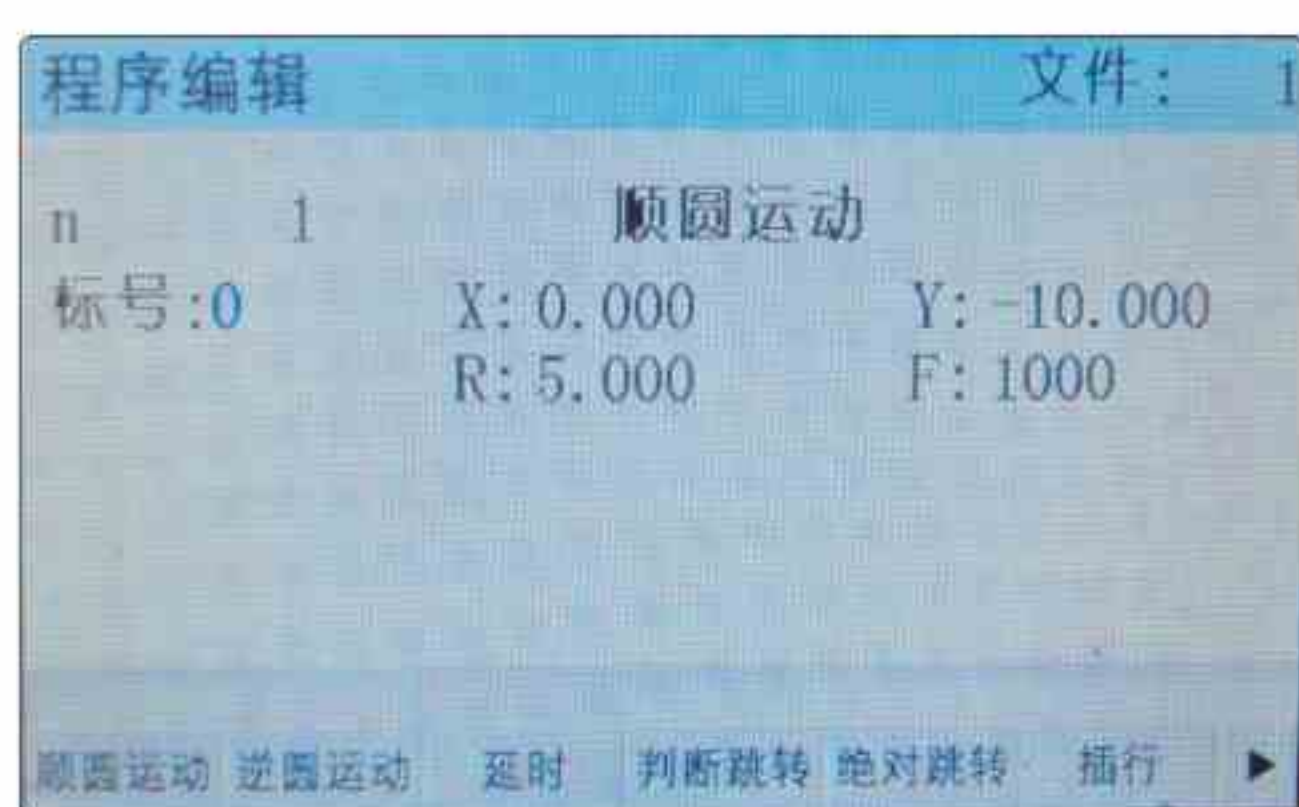 程序编辑 文件: 1
n 1 顺圆运动
标号:0 X: 0.000 Y: -10.000
R: 5.000 F: 1000
顺圆运动 逆圆运动 延时 判断跳转 绝对跳转 插行 ►